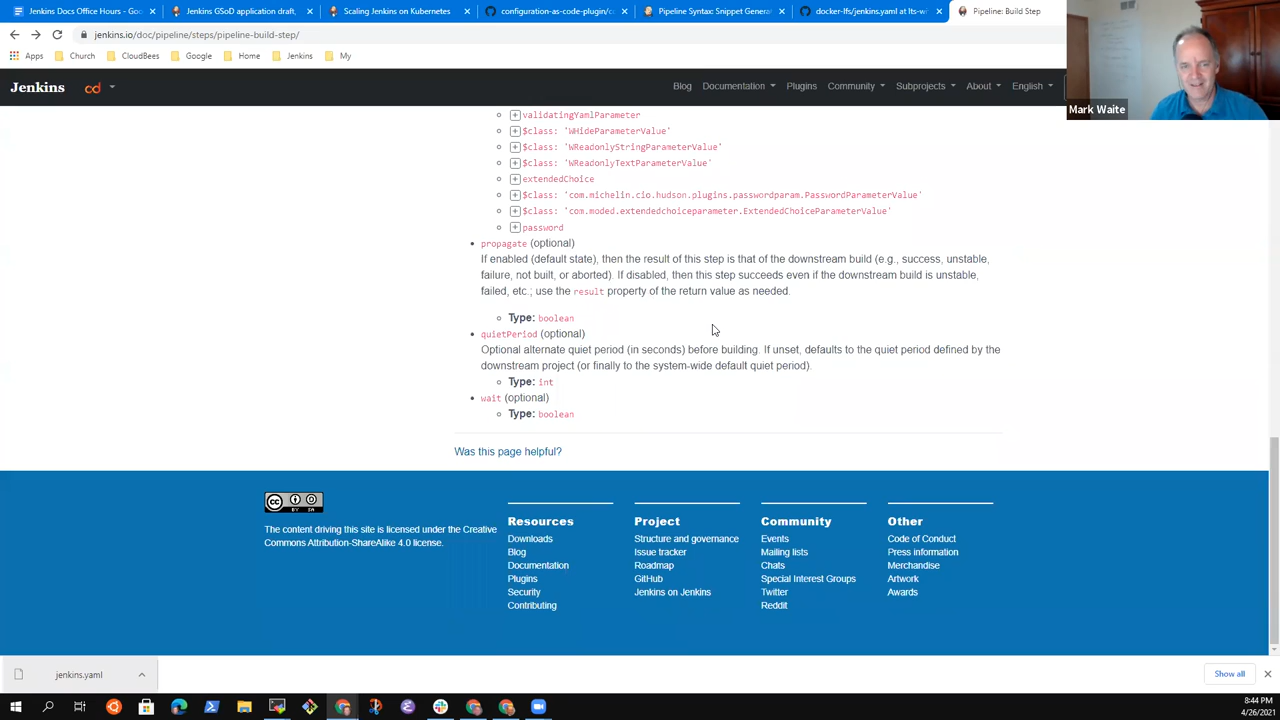 Jenkins Docs Office Hours - Goo
Jenkins GSoD application draft,
Scaling Jenkins on Kubernetes
configuration-as-code-plugin/co
Pipeline Syntax: Snippet Generat
docker-lfs/jenkins.yaml at lts-wi
Pipeline: Build Step
jenkins.io/doc/pipeline/steps/pipeline-build-step/
Apps
Church
CloudBees
Google
Home
Jenkins
My
Mark Waite
Jenkins
cd
Blog
Documentation
Plugins
Community
Subprojects
About
English
validatingYamlParameter
$class: 'WHideParameterValue'
$class: 'WReadonlyStringParameterValue'
$class: 'WReadonlyTextParameterValue'
extendedChoice
$class: 'com.michelin.cio.hudson.plugins.passwordparam.PasswordParameterValue'
$class: 'com.moded.extendedchoiceparameter.ExtendedChoiceParameterValue'
password
propagate (optional)
If enabled (default state), then the result of this step is that of the downstream build (e.g., success, unstable,
failure, not built, or aborted). If disabled, then this step succeeds even if the downstream build is unstable,
failed, etc.; use the result property of the return value as needed.
Type: boolean
quietPeriod (optional)
Optional alternate quiet period (in seconds) before building. If unset, defaults to the quiet period defined by the
downstream project (or finally to the system-wide default quiet period).
Type: int
wait (optional)
Type: boolean
Was this page helpful?
The content driving this site is licensed under the Creative
Commons Attribution-ShareAlike 4.0 license.
Resources
Downloads
Blog
Documentation
Plugins
Security
Contributing
Project
Structure and governance
Issue tracker
Roadmap
GitHub
Jenkins on Jenkins
Community
Events
Mailing lists
Chats
Special Interest Groups
Twitter
Reddit
Other
Code of Conduct
Press information
Merchandise
Artwork
Awards
jenkins.yaml
Show all
8:44 PM
4/26/2021